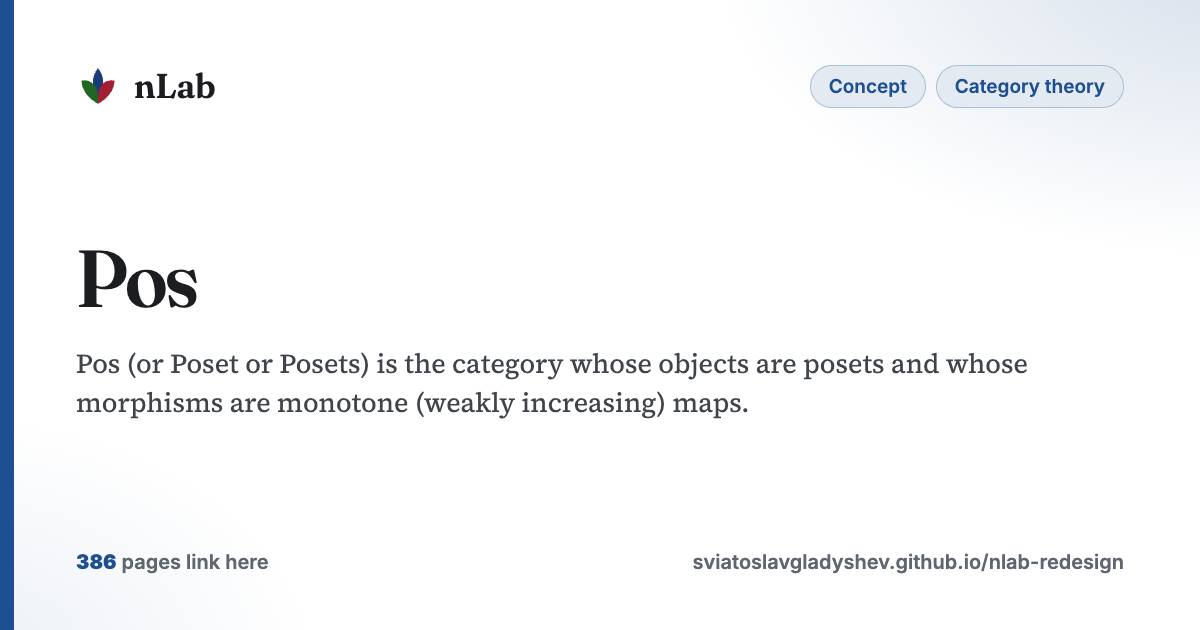 nLab
Concept
Category theory
Pos
Pos (or Poset or Posets) is the category whose objects are posets and whose
morphisms are monotone (weakly increasing) maps.
386 pages link here
sviatoslavgladyshev.github.io/nlab-redesign